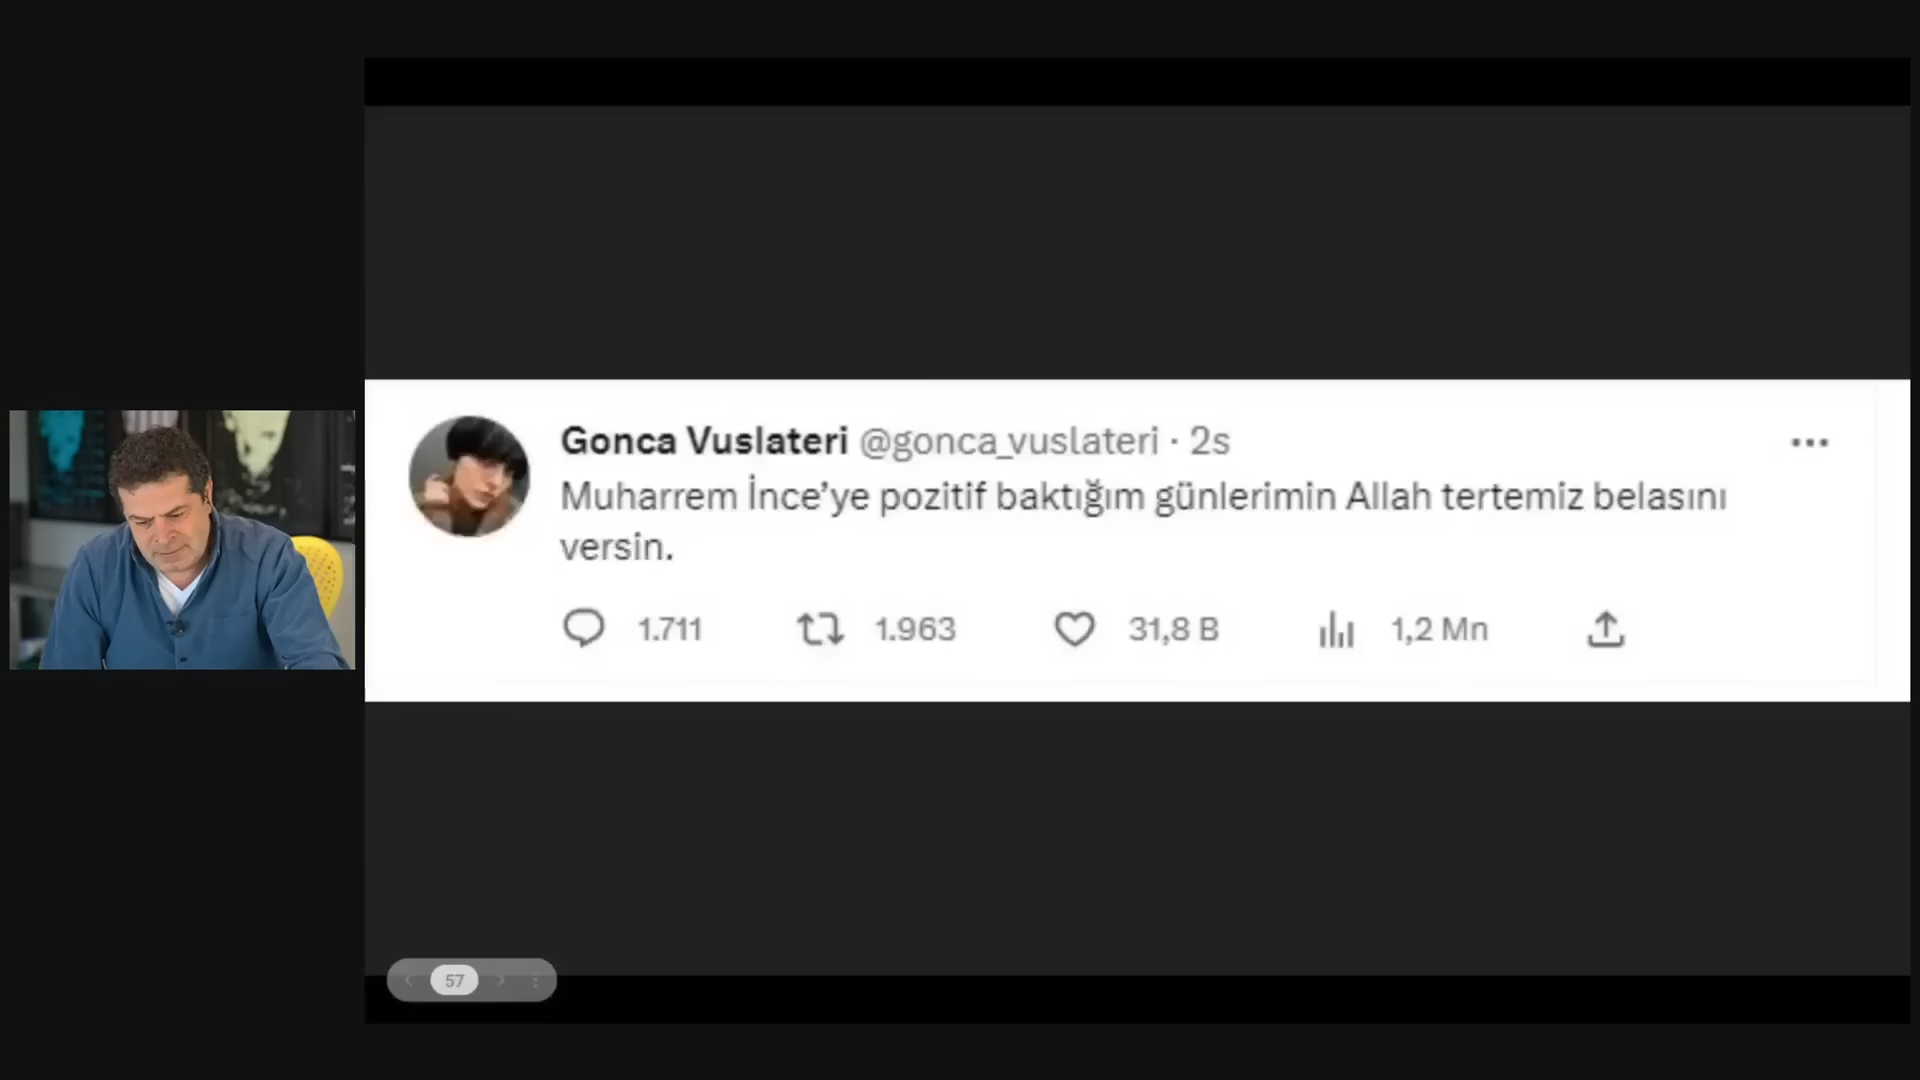 Gonca Vuslateri @gonca_vuslateri · 2s
Muharrem İnce’ye pozitif baktığım günlerimin Allah tertemiz belasını
versin.
1.711 1.963 31,8 B 1,2 Mn
57